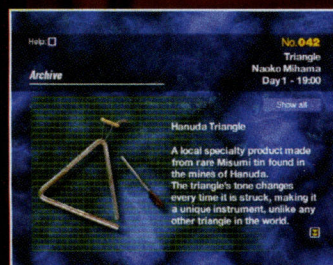 Help:
No.042
Triangle
Naoko Mihama
Day1 - 19:00
Archive
Show all
Hanuda Triangle
A local specialty product made
from rare Misumi tin found in
the mines of Hanuda.
The triangle's tone changes
every time it is struck, making it
a unique instrument, unlike any
other triangle in the world.